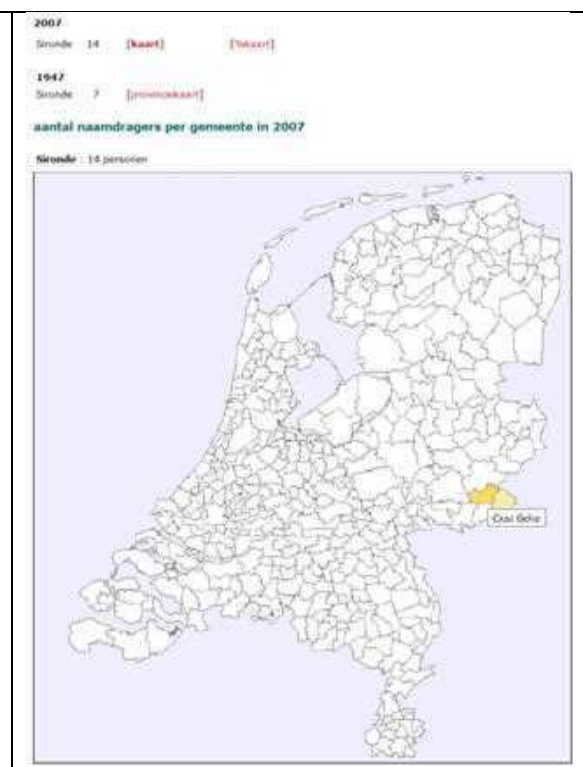 2007
Sironde 14 [kaart] [%kaart]
1947
Sironde 7 [provinciekaart]
aantal naamdragers per gemeente in 2007
Sironde : 14 personen
Oost Gelre